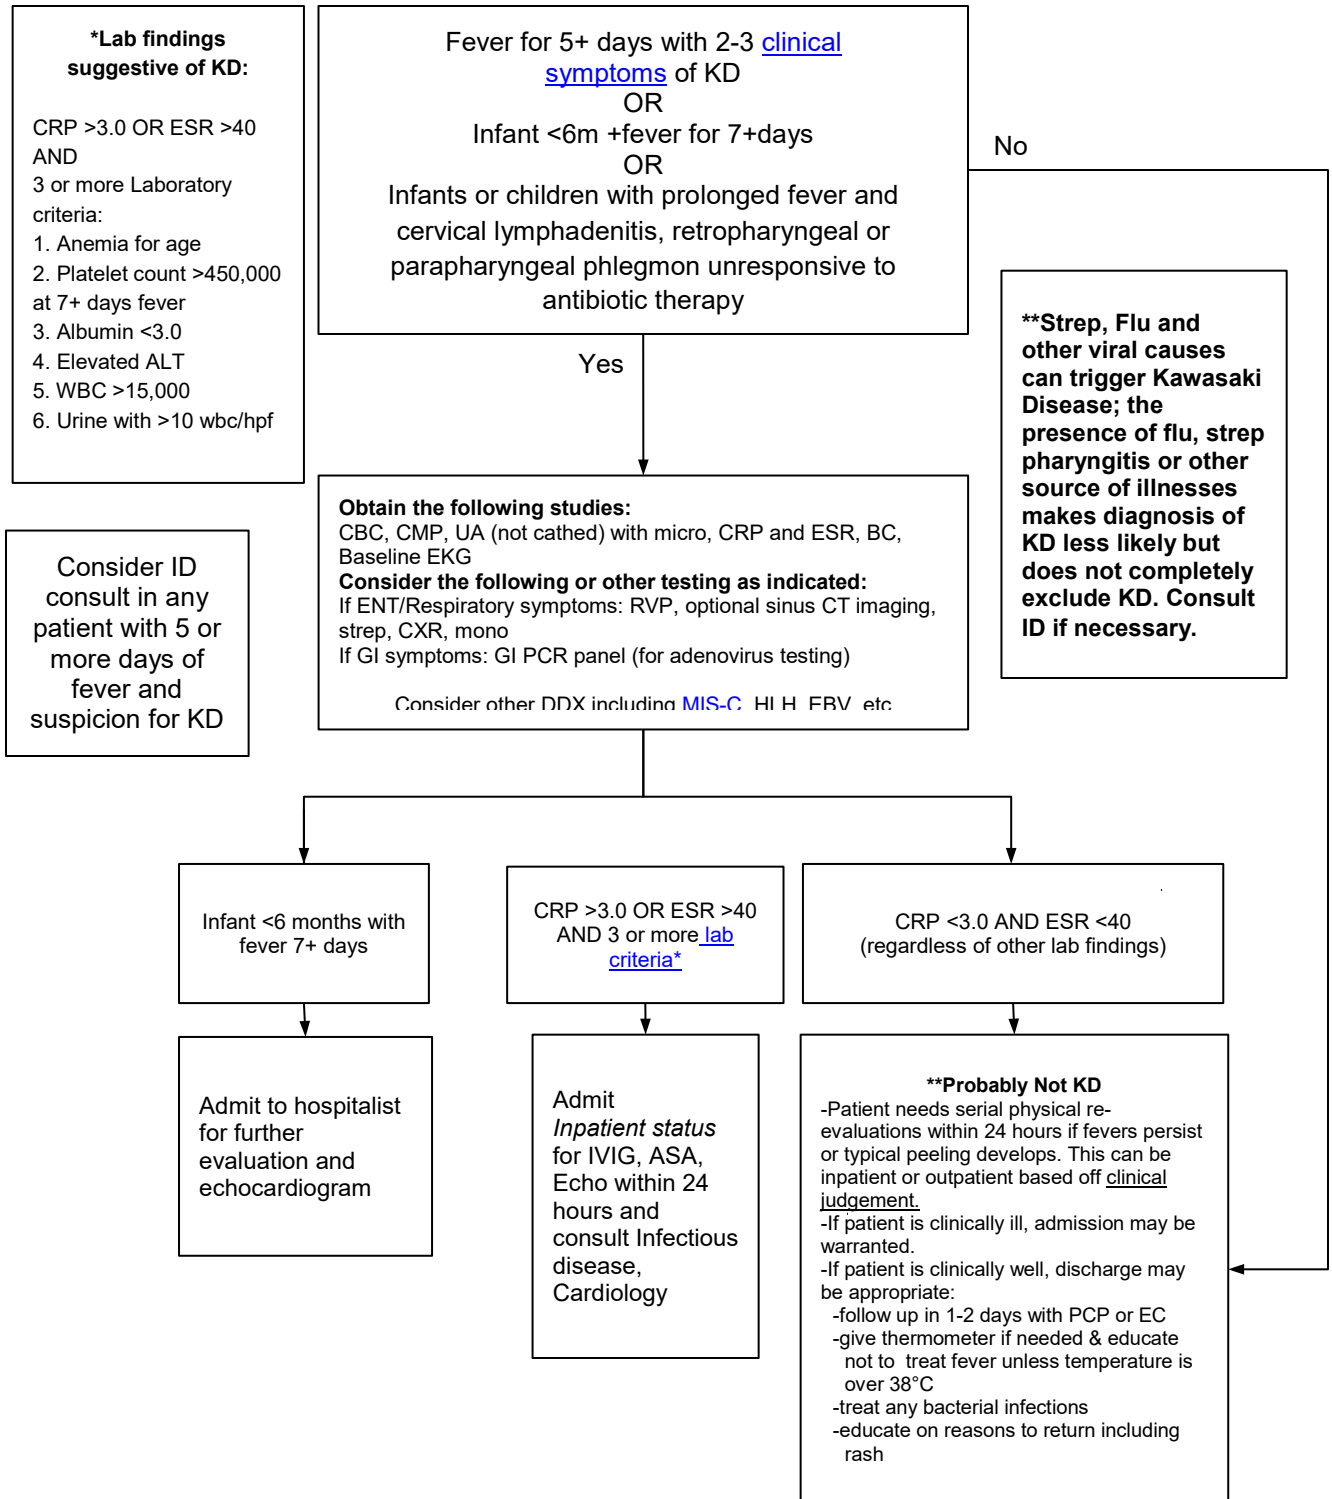 *Lab findings
suggestive of KD:
CRP >3.0 OR ESR >40
AND
3 or more Laboratory
criteria:
1. Anemia for age
2. Platelet count >450,000
at 7+ days fever
3. Albumin <3.0
4. Elevated ALT
5. WBC >15,000
6. Urine with >10 wbc/hpf
Fever for 5+ days with 2-3 clinical
symptoms of KD
OR
Infant <6m +fever for 7+days
OR
Infants or children with prolonged fever and
cervical lymphadenitis, retropharyngeal or
parapharyngeal phlegmon unresponsive to
antibiotic therapy
No
Yes
**Strep, Flu and
other viral causes
can trigger Kawasaki
Disease; the
presence of flu, strep
pharyngitis or other
source of illnesses
makes diagnosis of
KD less likely but
does not completely
exclude KD. Consult
ID if necessary.
Consider ID
consult in any
patient with 5 or
more days of
fever and
suspicion for KD
Obtain the following studies:
CBC, CMP, UA (not cathed) with micro, CRP and ESR, BC,
Baseline EKG
Consider the following or other testing as indicated:
If ENT/Respiratory symptoms: RVP, optional sinus CT imaging,
strep, CXR, mono
If GI symptoms: GI PCR panel (for adenovirus testing)
Consider other DDX including MIS-C, HLH, EBV, etc
Infant <6 months with
fever 7+ days
CRP >3.0 OR ESR >40
AND 3 or more lab
criteria*
CRP <3.0 AND ESR <40
(regardless of other lab findings)
Admit to hospitalist
for further
evaluation and
echocardiogram
Admit
Inpatient status
for IVIG, ASA,
Echo within 24
hours and
consult Infectious
disease,
Cardiology
**Probably Not KD
-Patient needs serial physical re-
evaluations within 24 hours if fevers persist
or typical peeling develops. This can be
inpatient or outpatient based off clinical
judgement.
-If patient is clinically ill, admission may be
warranted.
-If patient is clinically well, discharge may
be appropriate:
-follow up in 1-2 days with PCP or EC
-give thermometer if needed & educate
not to treat fever unless temperature is
over 38°C
-treat any bacterial infections
-educate on reasons to return including
rash